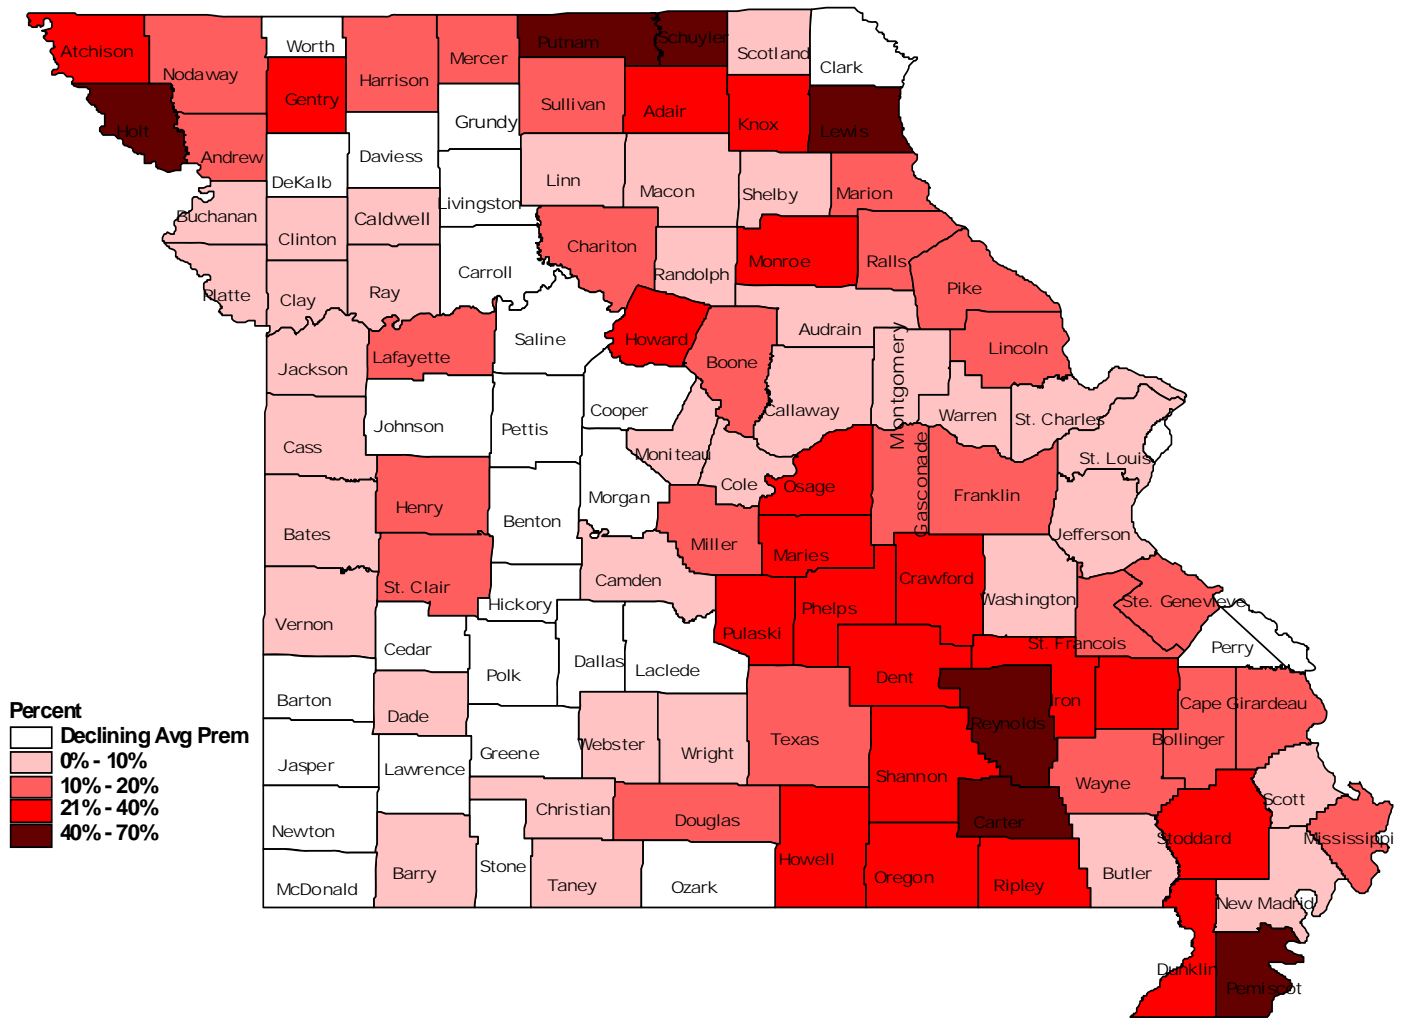 Atchison
Nodaway
Worth
Harrison
Mercer
Putnam
Schuyler
Scotland
Clark
Gentry
Holt
Andrew
DeKalb
Daviess
Grundy
Sullivan
Adair
Knox
Lewis
Buchanan
Clinton
Caldwell
Livingston
Linn
Macon
Shelby
Marion
Platte
Clay
Ray
Carroll
Chariton
Randolph
Monroe
Ralls
Pike
Jackson
Lafayette
Saline
Howard
Boone
Audrain
Montgomery
Lincoln
Cass
Johnson
Pettis
Cooper
Callaway
Warren
St. Charles
Moniteau
Cole
Osage
Gasconade
Franklin
St. Louis
Bates
Henry
Benton
Morgan
Miller
Maries
Jefferson
Vernon
St. Clair
Hickory
Camden
Pulaski
Phelps
Crawford
Washington
Ste. Genevieve
St. Francois
Perry
Cedar
Polk
Dallas
Laclede
Dent
Iron
Reynolds
Cape Girardeau
Bollinger
Barton
Dade
Greene
Webster
Wright
Texas
Shannon
Wayne
Jasper
Lawrence
Christian
Douglas
Carter
Scott
Stoddard
Mississippi
Newton
McDonald
Barry
Stone
Taney
Ozark
Howell
Oregon
Ripley
Butler
New Madrid
Dunklin
Pemiscot
Percent
Declining Avg Prem
0% - 10%
10% - 20%
21% - 40%
40% - 70%